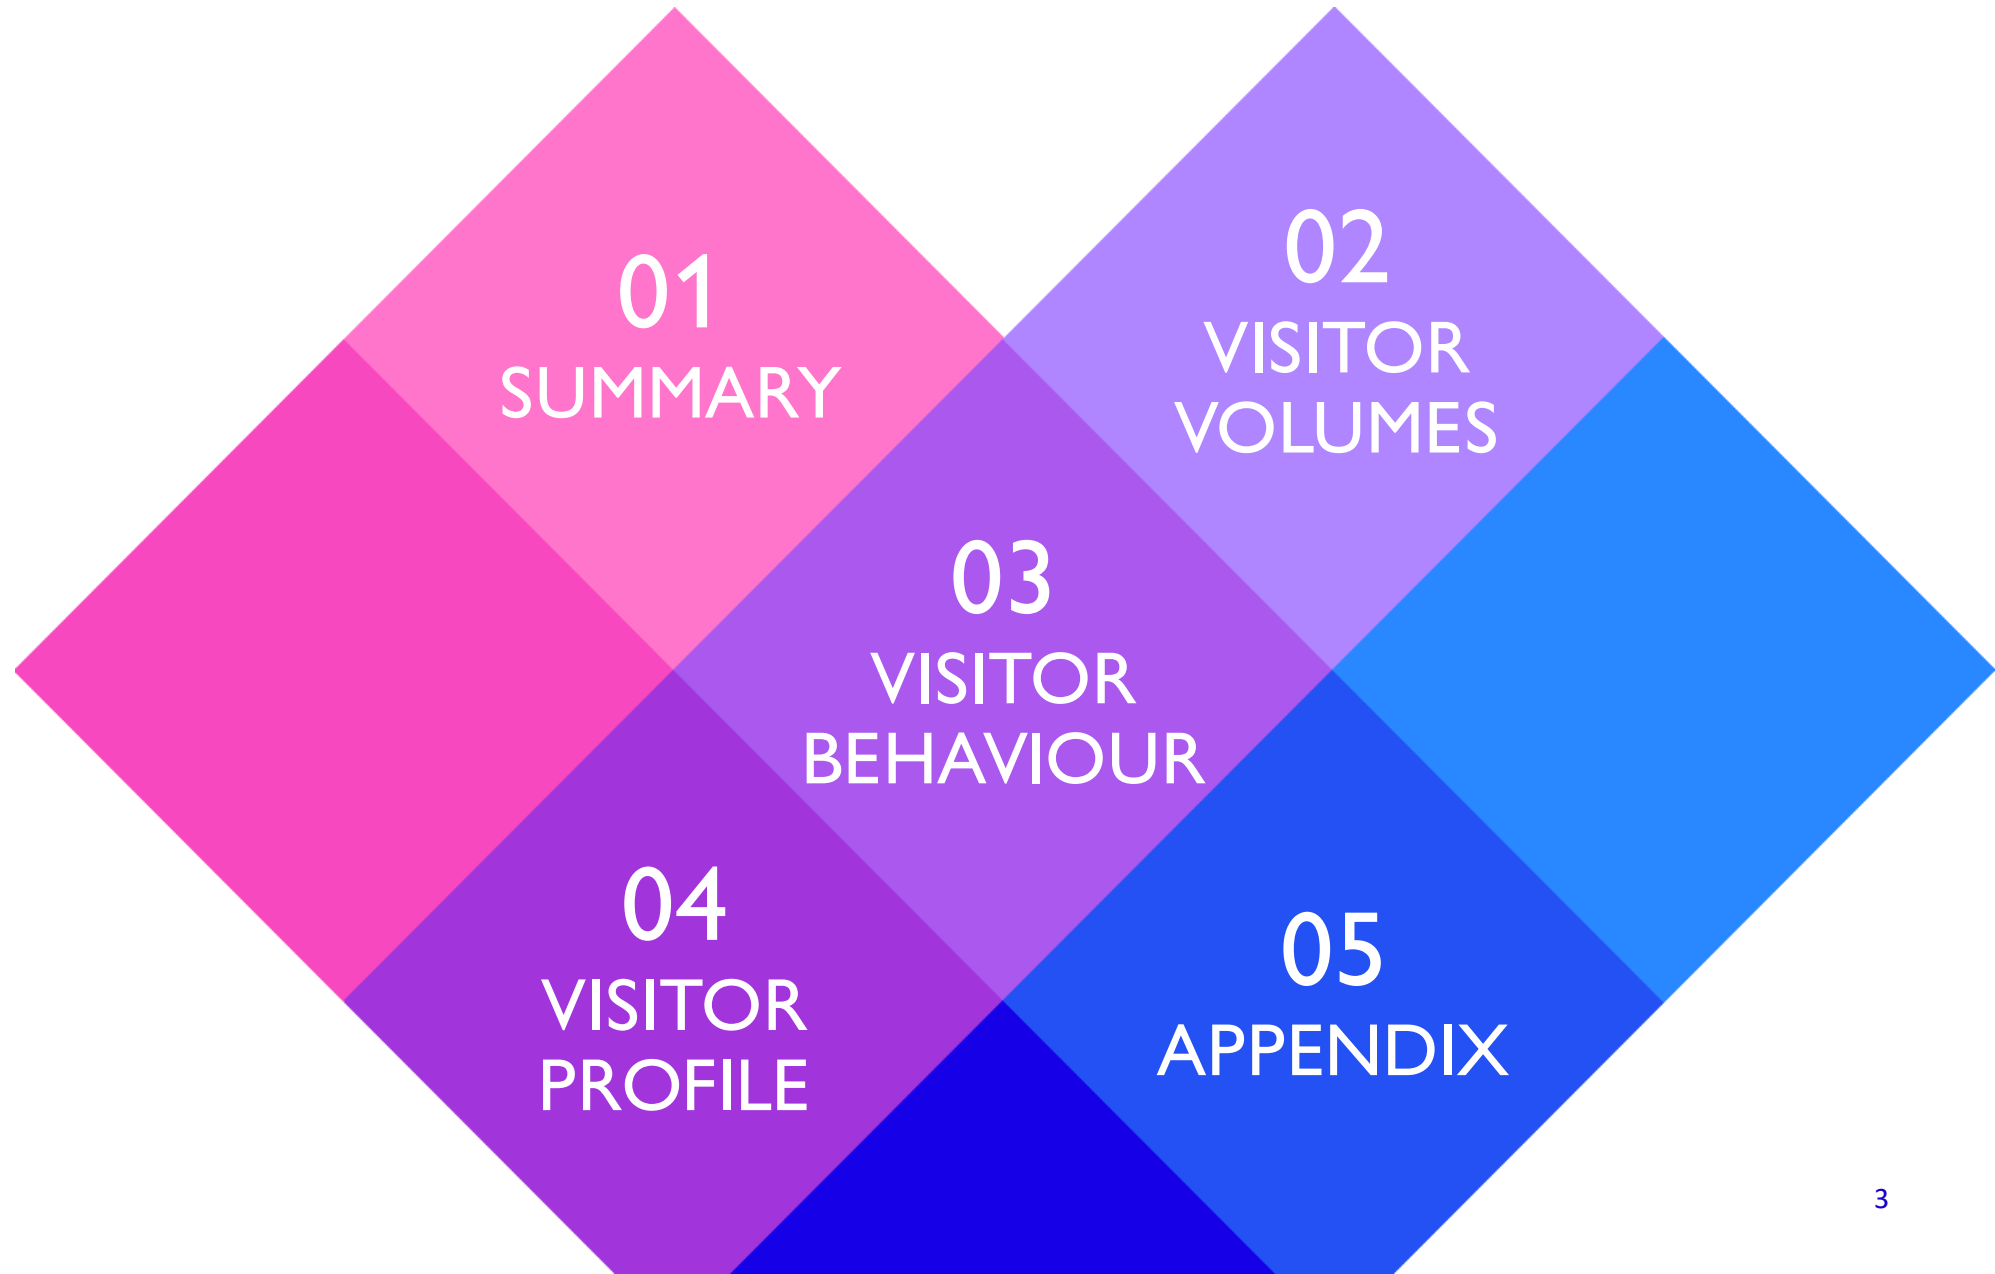 01
SUMMARY
02
VISITOR
VOLUMES
03
VISITOR
BEHAVIOUR
04
VISITOR
PROFILE
05
APPENDIX
3